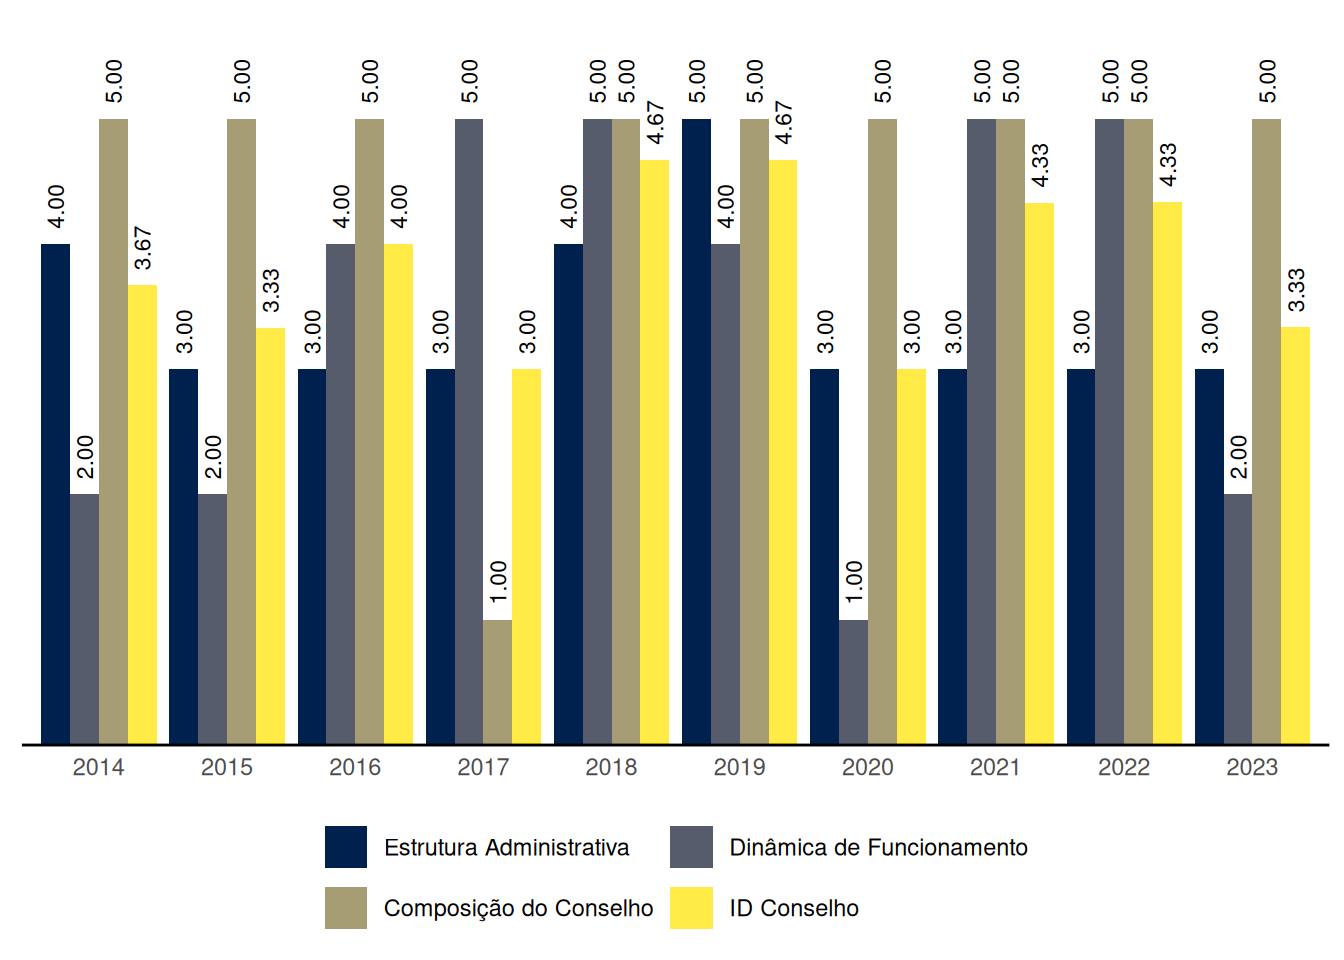 4.00 2.00 5.00 3.67 3.00 2.00 5.00 3.33 3.00 4.00 5.00 4.00 3.00 5.00 1.00 3.00 4.00 5.00 5.00 4.67 5.00 4.00 5.00 4.67 3.00 1.00 5.00 3.00 3.00 5.00 5.00 4.33 3.00 5.00 5.00 4.33 3.00 2.00 5.00 3.33
2014 2015 2016 2017 2018 2019 2020 2021 2022 2023
Estrutura Administrativa Dinâmica de Funcionamento
Composição do Conselho ID Conselho